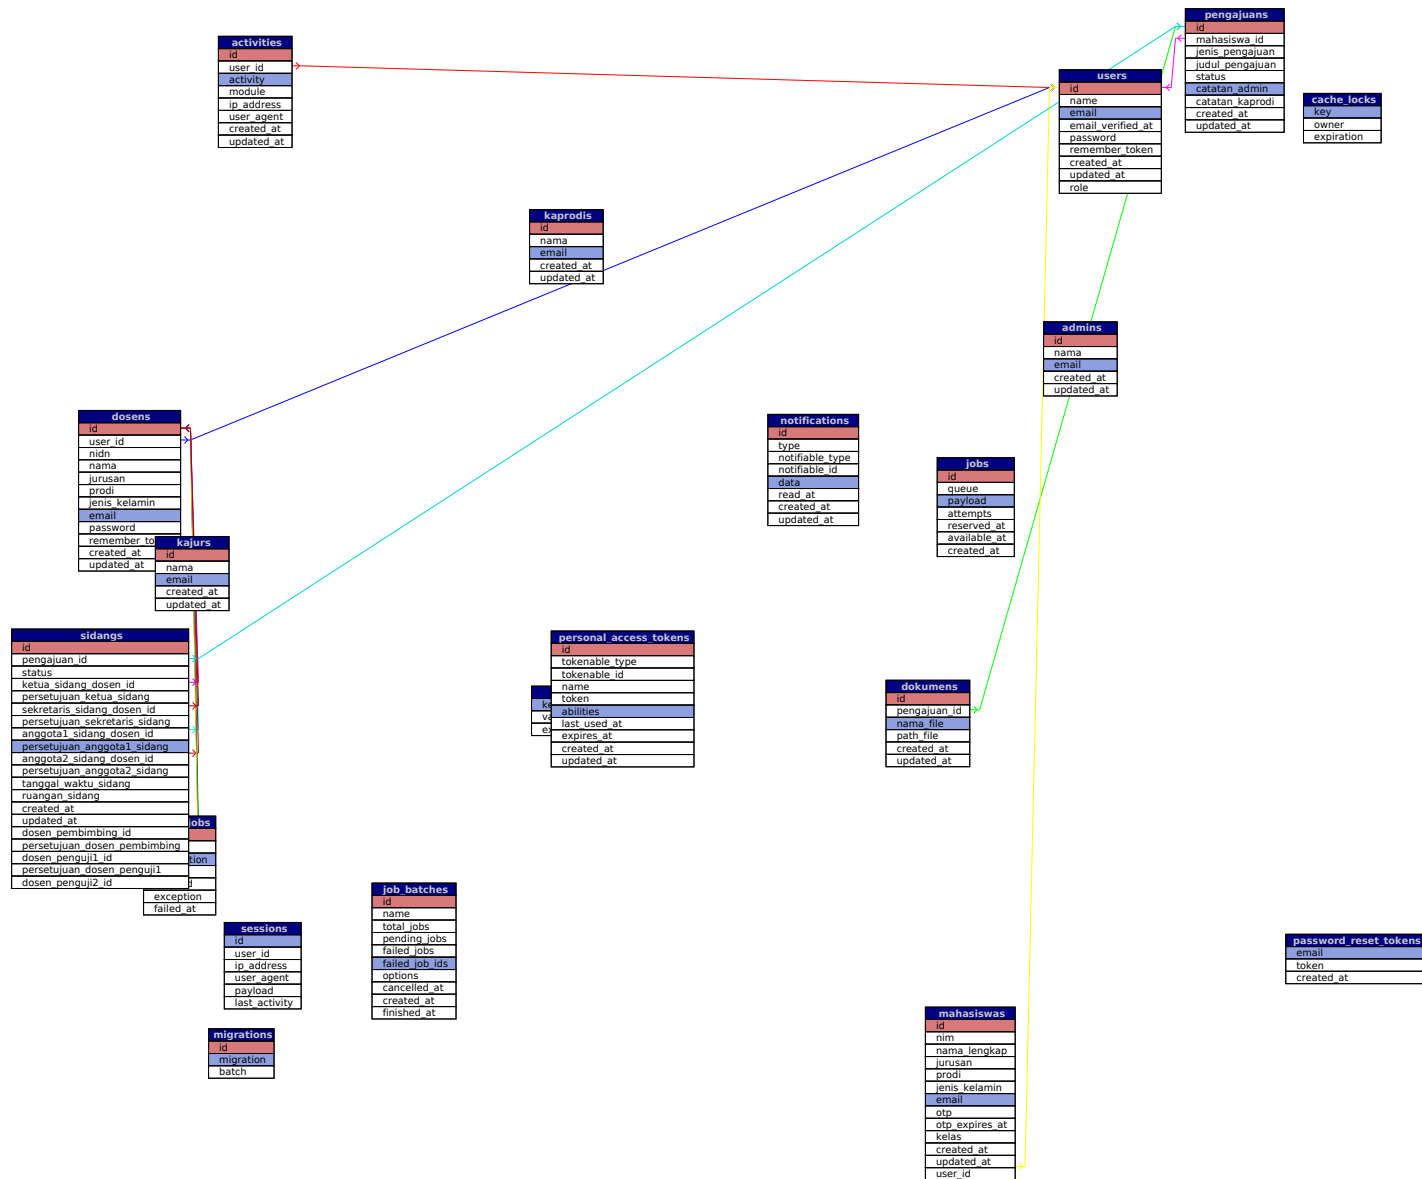 pengajuans
id
mahasiswa_id
jenis_pengajuan
judul_pengajuan
status
catatan_admin
catatan_kaprodi
created_at
updated_at
activities
id
user_id
activity
module
ip_address
user_agent
created_at
updated_at
users
id
name
email
email_verified_at
password
remember_token
created_at
updated_at
role
cache_locks
key
owner
expiration
kaprodis
id
nama
email
created_at
updated_at
admins
id
nama
email
created_at
updated_at
dosens
id
user_id
nidn
nama
jurusan
prodi
jenis_kelamin
email
password
remember_to
created_at
updated_at
kajurs
id
nama
email
created_at
updated_at
notifications
id
type
notifiable_type
notifiable_id
data
read_at
created_at
updated_at
jobs
id
queue
payload
attempts
reserved_at
available_at
created_at
sidangs
id
pengajuan_id
status
ketua_sidang_dosen_id
persetujuan_ketua_sidang
sekretaris_sidang_dosen_id
persetujuan_sekretaris_sidang
anggota1_sidang_dosen_id
persetujuan_anggota1_sidang
anggota2_sidang_dosen_id
persetujuan_anggota2_sidang
tanggal_waktu_sidang
ruangan_sidang
created_at
updated_at
dosen_pembimbing_id
persetujuan_dosen_pembimbing
dosen_penguji1_id
persetujuan_dosen_penguji1
dosen_penguji2_id
obs
tion
exception
failed_at
personal_access_tokens
id
tokenable_type
tokenable_id
name
token
abilities
last_used_at
expires_at
created_at
updated_at
ke
va
ex
dokumens
id
pengajuan_id
nama_file
path_file
created_at
updated_at
job_batches
id
name
total_jobs
pending_jobs
failed_jobs
failed_job_ids
options
cancelled_at
created_at
finished_at
sessions
id
user_id
ip_address
user_agent
payload
last_activity
password_reset_tokens
email
token
created_at
migrations
id
migration
batch
mahasiswas
id
nim
nama_lengkap
jurusan
prodi
jenis_kelamin
email
otp
otp_expires_at
kelas
created_at
updated_at
user_id